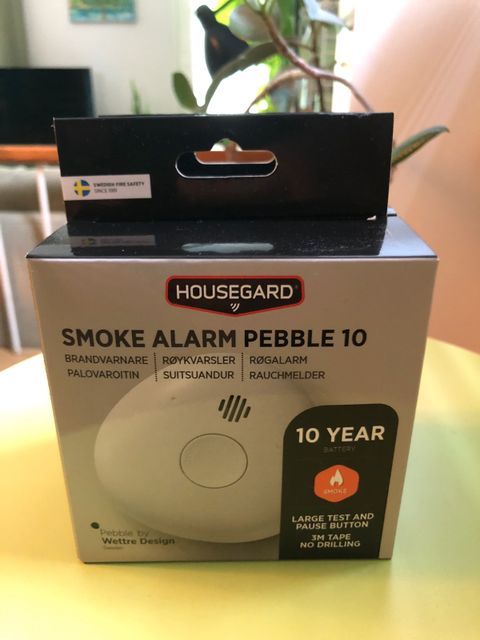 SWEDISH FIRE SAFETY
SINCE 1991
HOUSEGARD
SMOKE ALARM PEBBLE 10
BRANDVARNARE RØYKVARSLER RØGALARM
PALOVAROITIN SUITSUANDUR RAUCHMELDER
10 YEAR
BATTERY
SMOKE
LARGE TEST AND
PAUSE BUTTON
3M TAPE
NO DRILLING
Pebble by
Wettre Design
Sweden